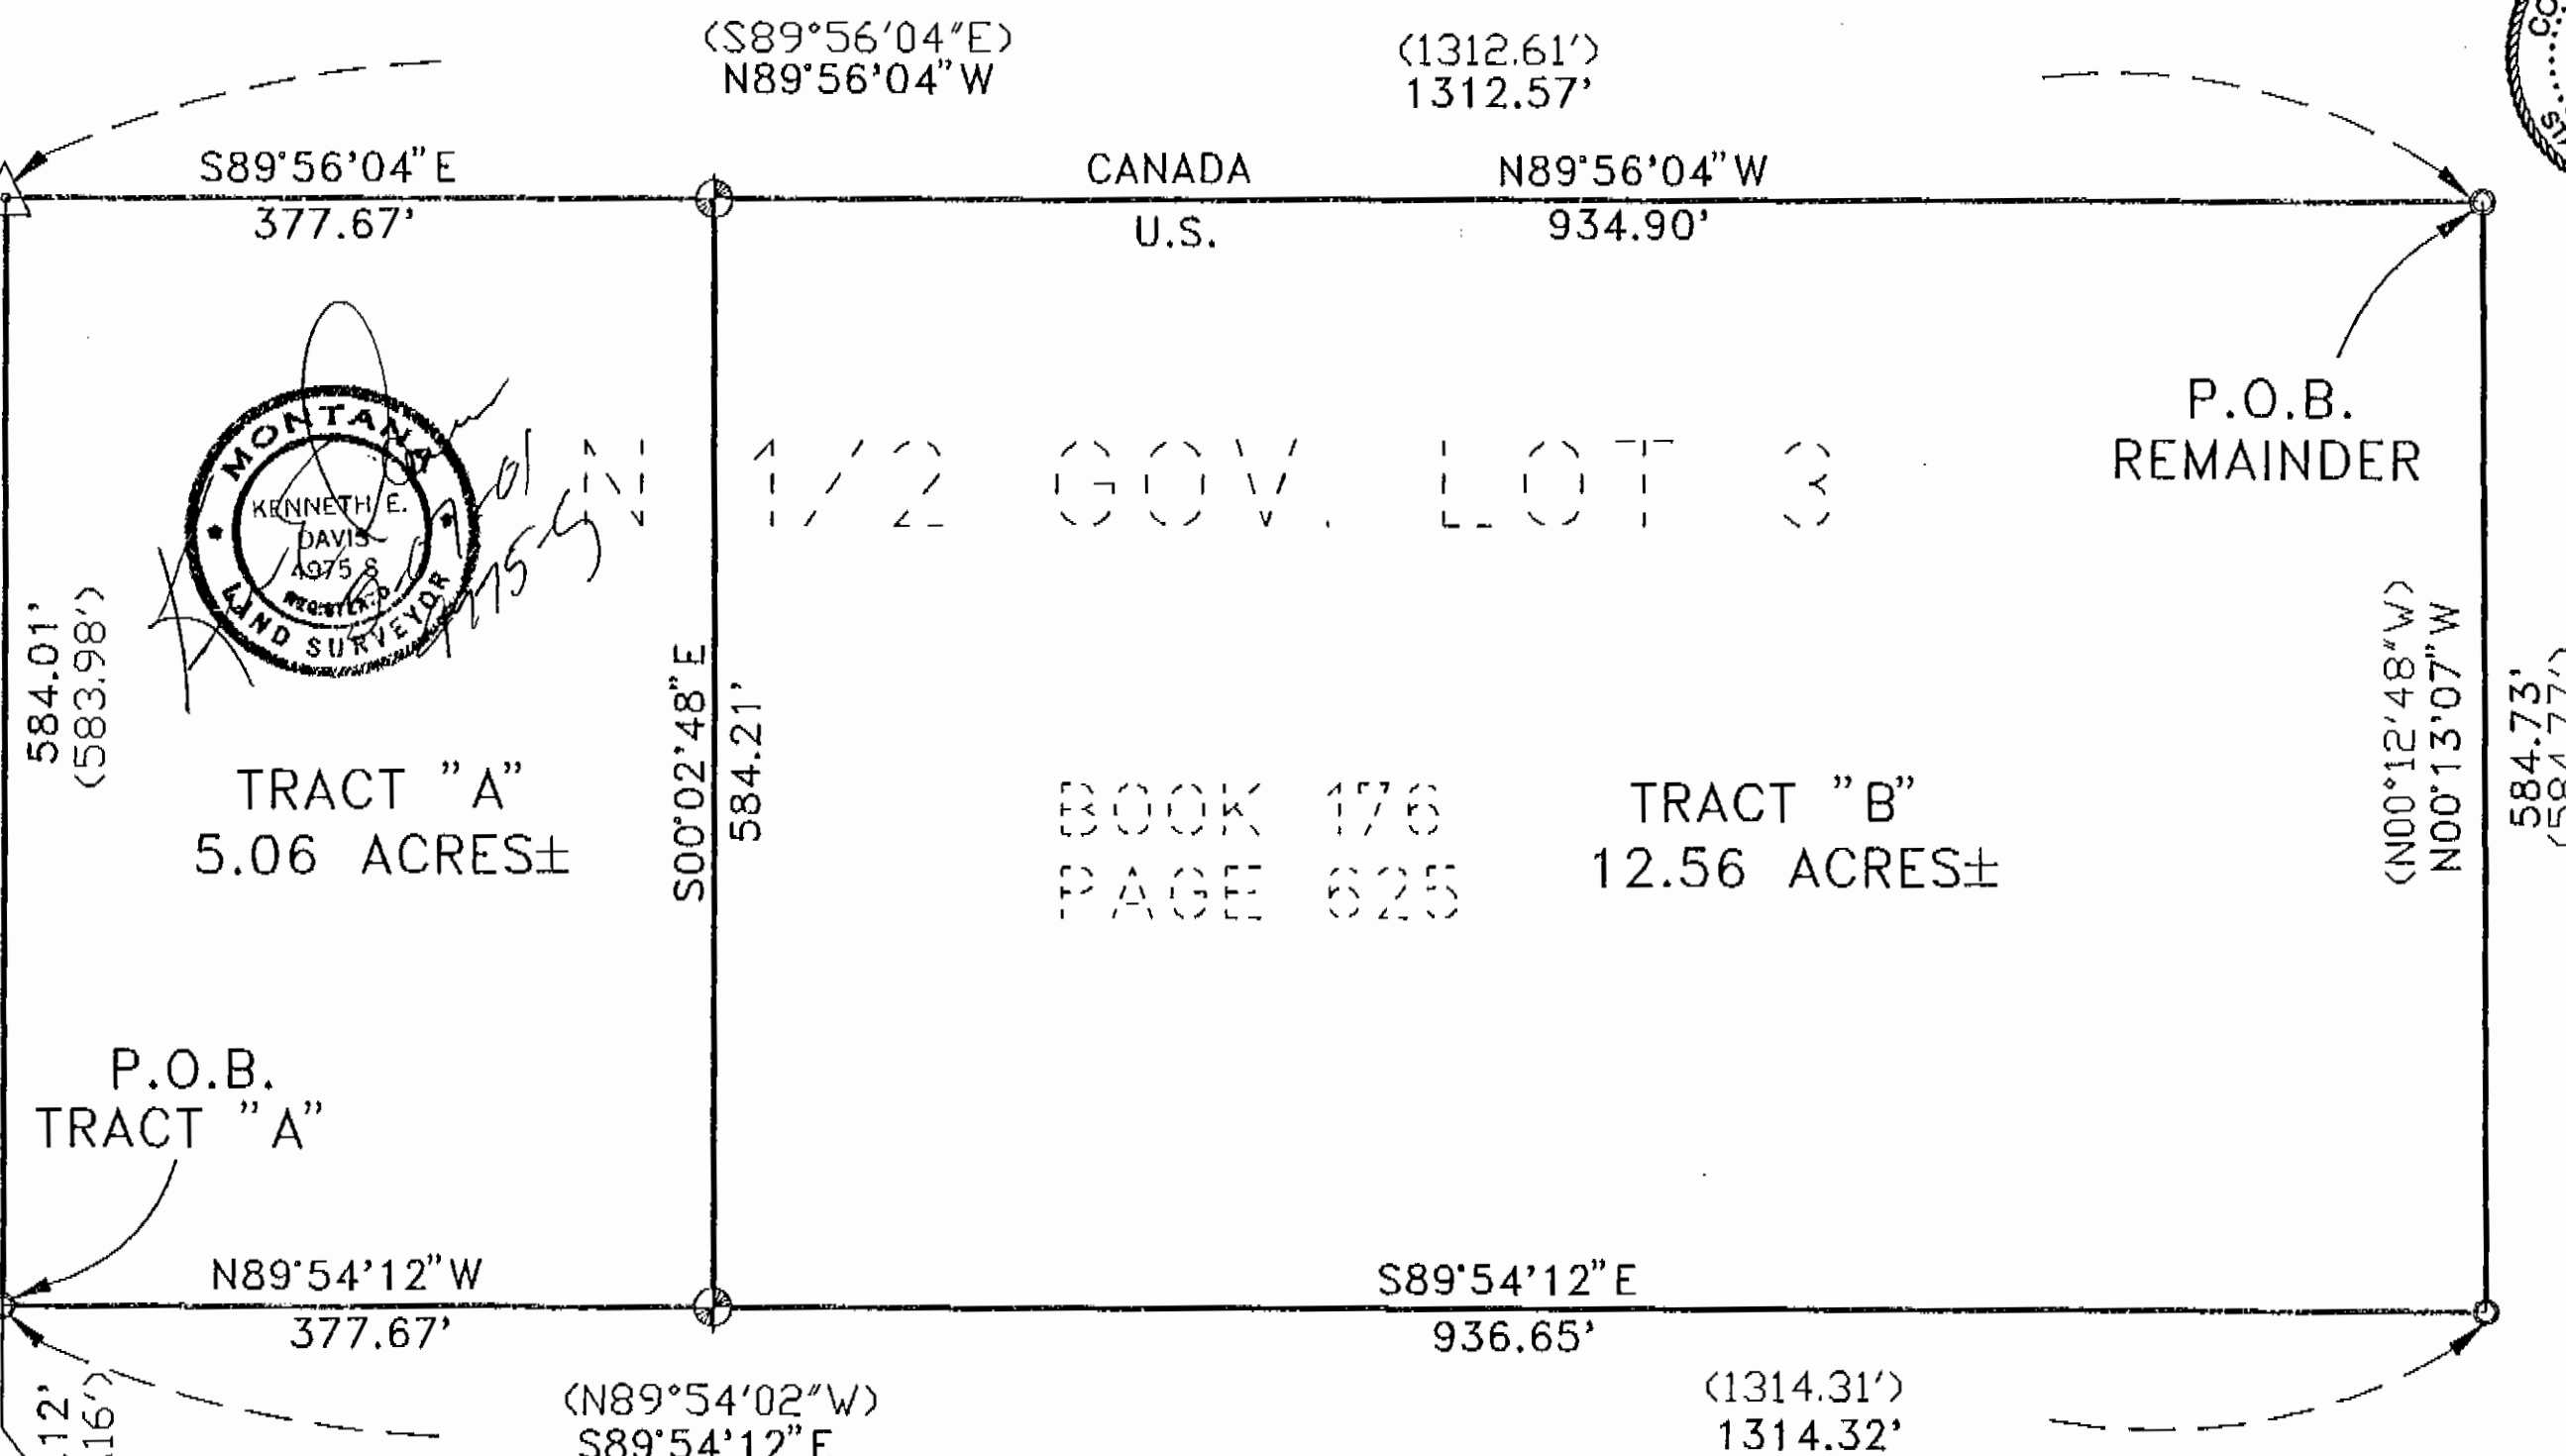 (S89°56'04"E)
N89°56'04"W
(1312.61')
1312.57'
S89°56'04"E
377.67'
CANADA
U.S.
N89°56'04"W
934.90'
P.O.B.
REMAINDER
MONTANA
KENNETH E.
DAVIS
4975 S
REGISTERED
LAND SURVEYOR
4975-S
N 1/2 GOV. LOT 3
584.01'
(583.98')
S00°02'48"E
584.21'
(N00°12'48"W)
N00°13'07"W
584.73'
(584.77')
TRACT "A"
5.06 ACRES±
BOOK 176
PAGE 625
TRACT "B"
12.56 ACRES±
P.O.B.
TRACT "A"
N89°54'12"W
377.67'
S89°54'12"E
936.65'
(N89°54'02"W)
S89°54'12"E
(1314.31')
1314.32'